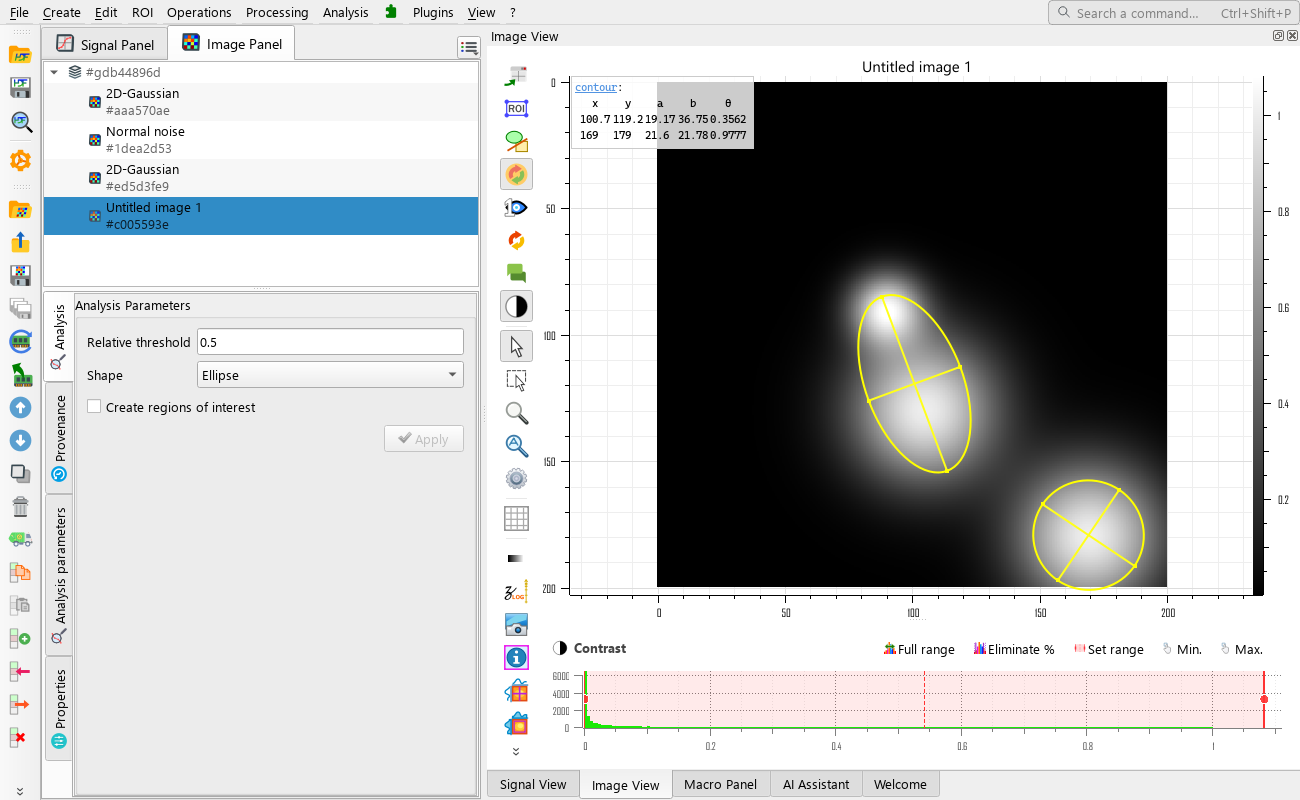 File Create Edit ROI Operations Processing Analysis Plugins View ? Search a command... Ctrl+Shift+P
Signal Panel Image Panel
#gdb44896d
2D-Gaussian
#aaa570ae
Normal noise
#1dea2d53
2D-Gaussian
#ed5d3fe9
Untitled image 1
#c005593e
Analysis
Provenance
Analysis parameters
Properties
Analysis Parameters
Relative threshold 0.5
Shape Ellipse
Create regions of interest
Apply
Image View
Untitled image 1
ROI
contour:
x y a b θ
100.7 119.2 19.17 36.75 0.3562
169 179 21.6 21.78 0.9777
0
50
100
150
200
0 50 100 150 200
1
0.8
0.6
0.4
0.2
LOG
Contrast Full range Eliminate % Set range Min. Max.
6000
4000
2000
0
0 0.2 0.4 0.6 0.8 1
Signal View Image View Macro Panel AI Assistant Welcome